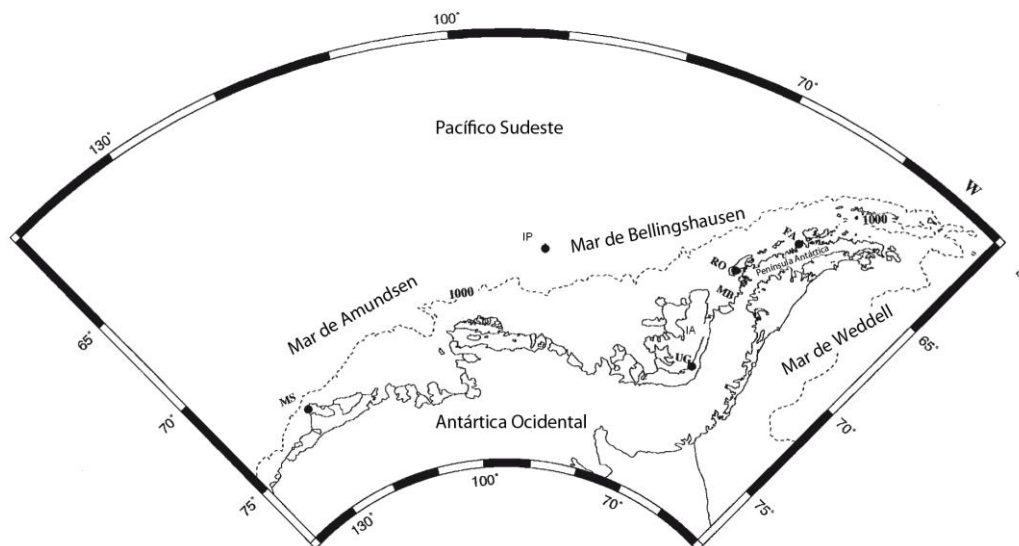 100˚
130˚
70˚
Pacífico Sudeste
W
1000
IP
Mar de Bellingshausen
FA
RO
Península Antártica
MB
1000
Mar de Amundsen
IA
UG
Mar de Weddell
65˚
65˚
MS
70˚
70˚
Antártica Ocidental
75˚
75˚
100˚
130˚
70˚